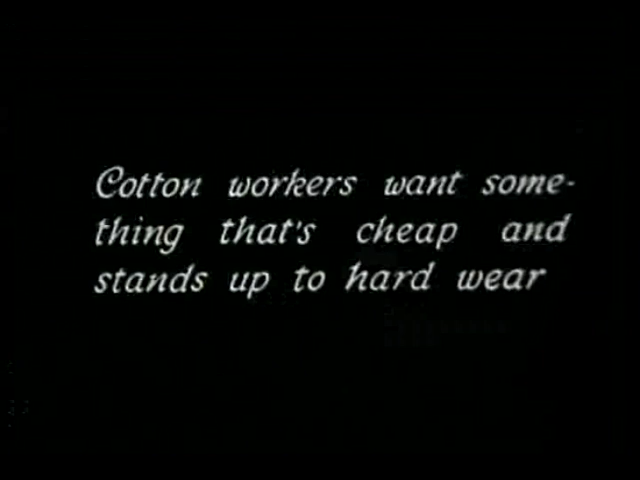 Cotton workers want some-
thing that's cheap and
stands up to hard wear